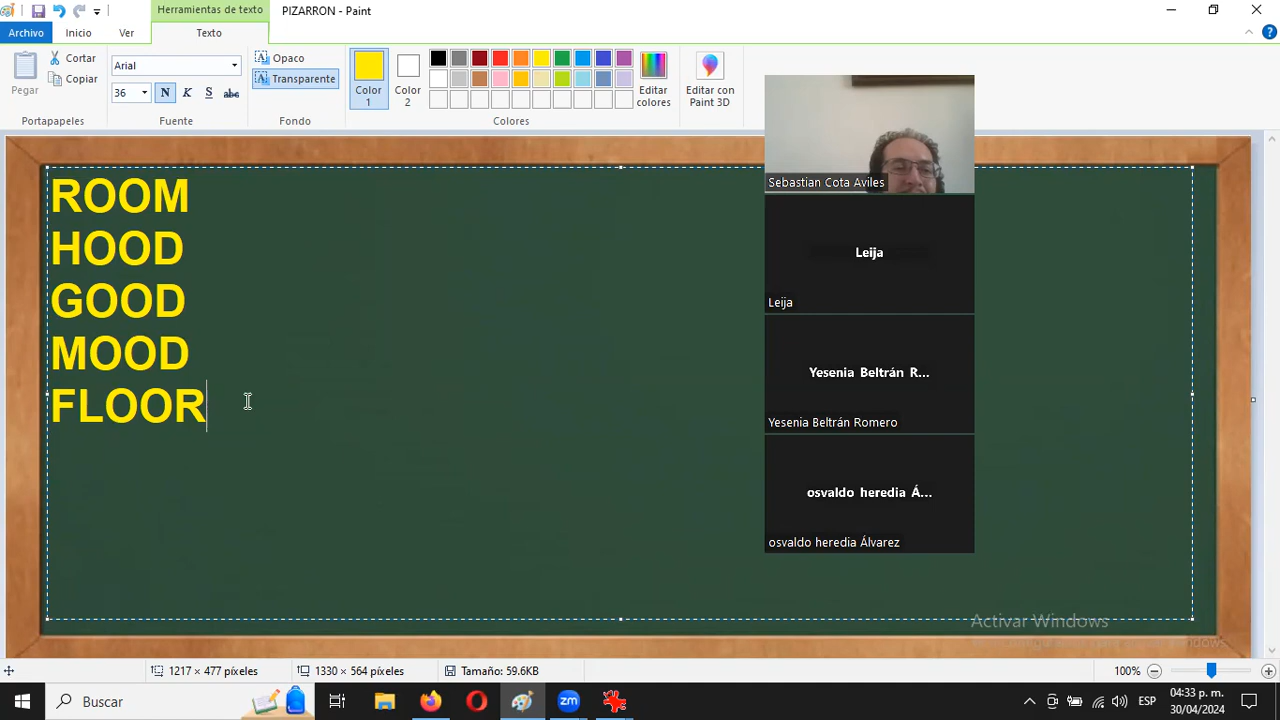 Herramientas de texto
PIZARRON - Paint
Archivo
Inicio
Ver
Texto
Pegar
Cortar
Copiar
Portapapeles
Arial
36
N
K
S
abc
Fuente
Opaco
Transparente
Fondo
Color 1
Color 2
Editar colores
Colores
Editar con Paint 3D
ROOM
HOOD
GOOD
MOOD
FLOOR
Sebastian Cota Aviles
Leija
Leija
Yesenia Beltrán R...
Yesenia Beltrán Romero
osvaldo heredia Á...
osvaldo heredia Álvarez
Activar Windows
1217 × 477 píxeles
1330 × 564 píxeles
Tamaño: 59.6KB
100%
Buscar
zm
ESP
04:33 p. m.
30/04/2024